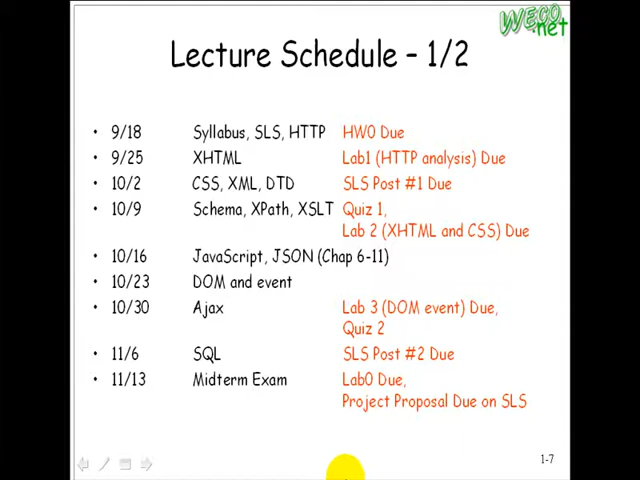 WECO
.net
Lecture Schedule – 1/2
• 9/18 Syllabus, SLS, HTTP HW0 Due
• 9/25 XHTML Lab1 (HTTP analysis) Due
• 10/2 CSS, XML, DTD SLS Post #1 Due
• 10/9 Schema, XPath, XSLT Quiz 1,
Lab 2 (XHTML and CSS) Due
• 10/16 JavaScript, JSON (Chap 6-11)
• 10/23 DOM and event
• 10/30 Ajax Lab 3 (DOM event) Due,
Quiz 2
• 11/6 SQL SLS Post #2 Due
• 11/13 Midterm Exam Lab0 Due,
Project Proposal Due on SLS
1-7